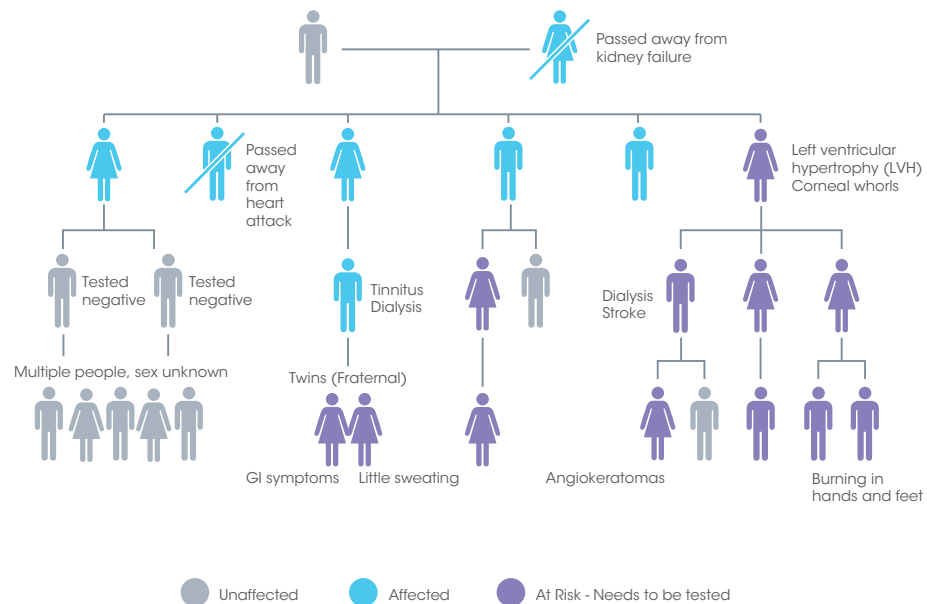 Passed away from
kidney failure
Passed
away
from
heart
attack
Left ventricular
hypertrophy (LVH)
Corneal whorls
Tested
negative
Tested
negative
Tinnitus
Dialysis
Dialysis
Stroke
Multiple people, sex unknown
Twins (Fraternal)
GI symptoms
Little sweating
Angiokeratomas
Burning in
hands and feet
Unaffected
Affected
At Risk - Needs to be tested